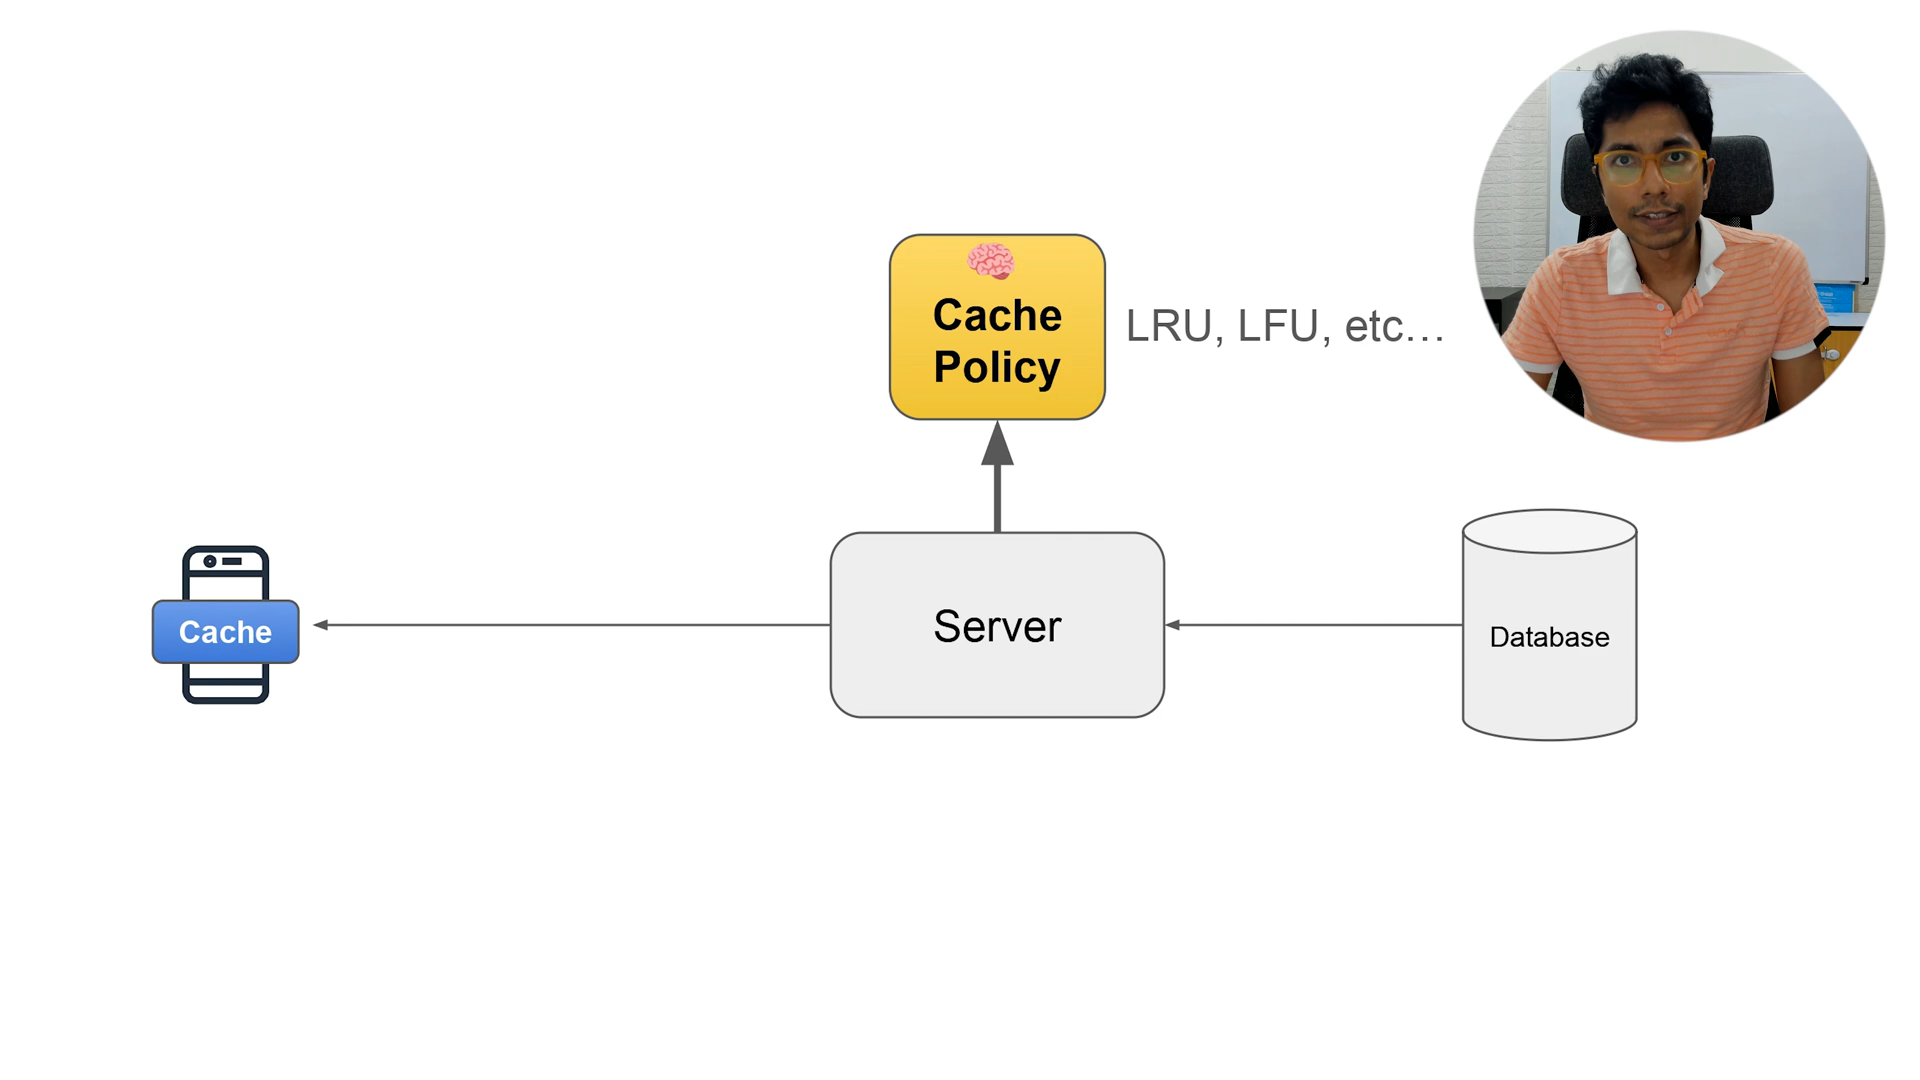 Cache
Policy
LRU, LFU, etc...
Cache
Server
Database